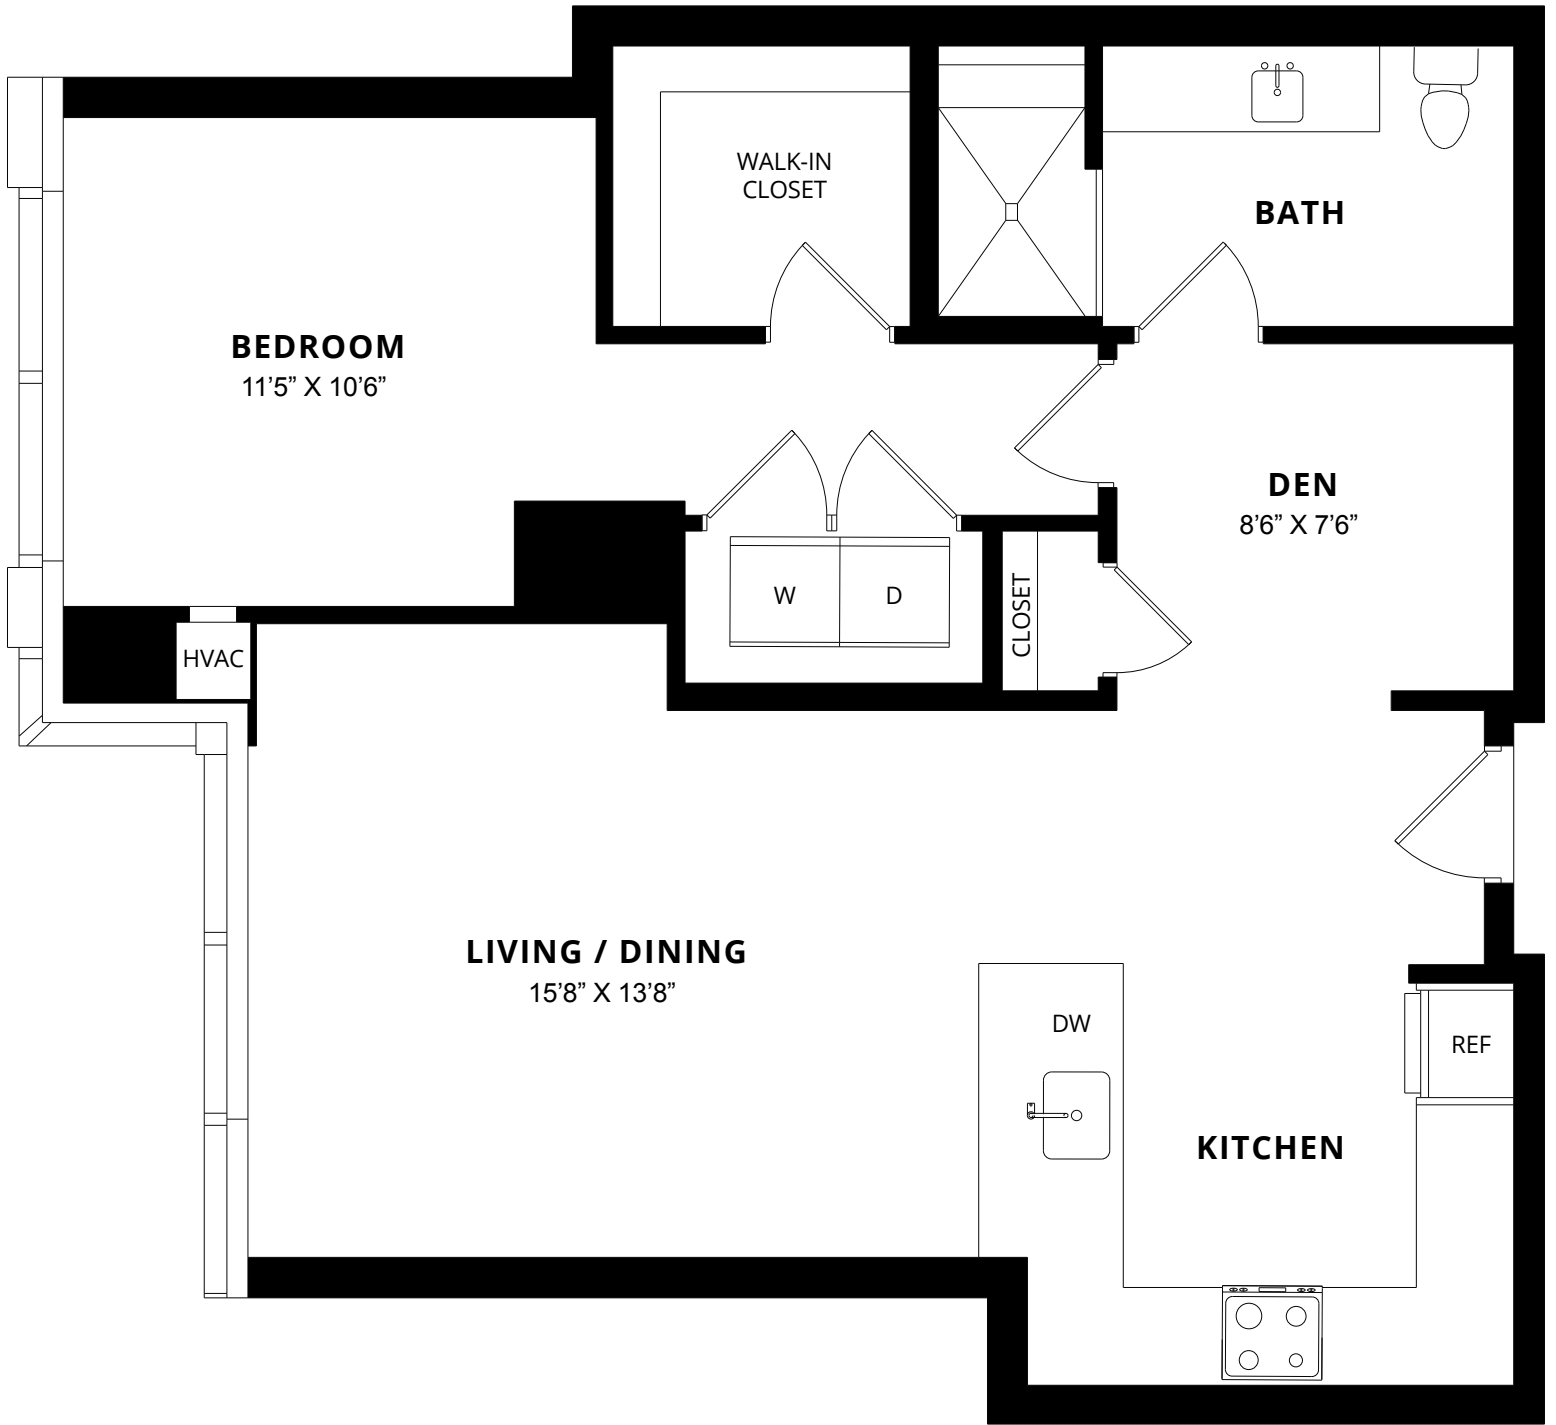 WALK-IN
CLOSET
BATH
BEDROOM
11’5” X 10’6”
DEN
8’6” X 7’6”
W
D
CLOSET
HVAC
LIVING / DINING
15’8” X 13’8”
DW
REF
KITCHEN